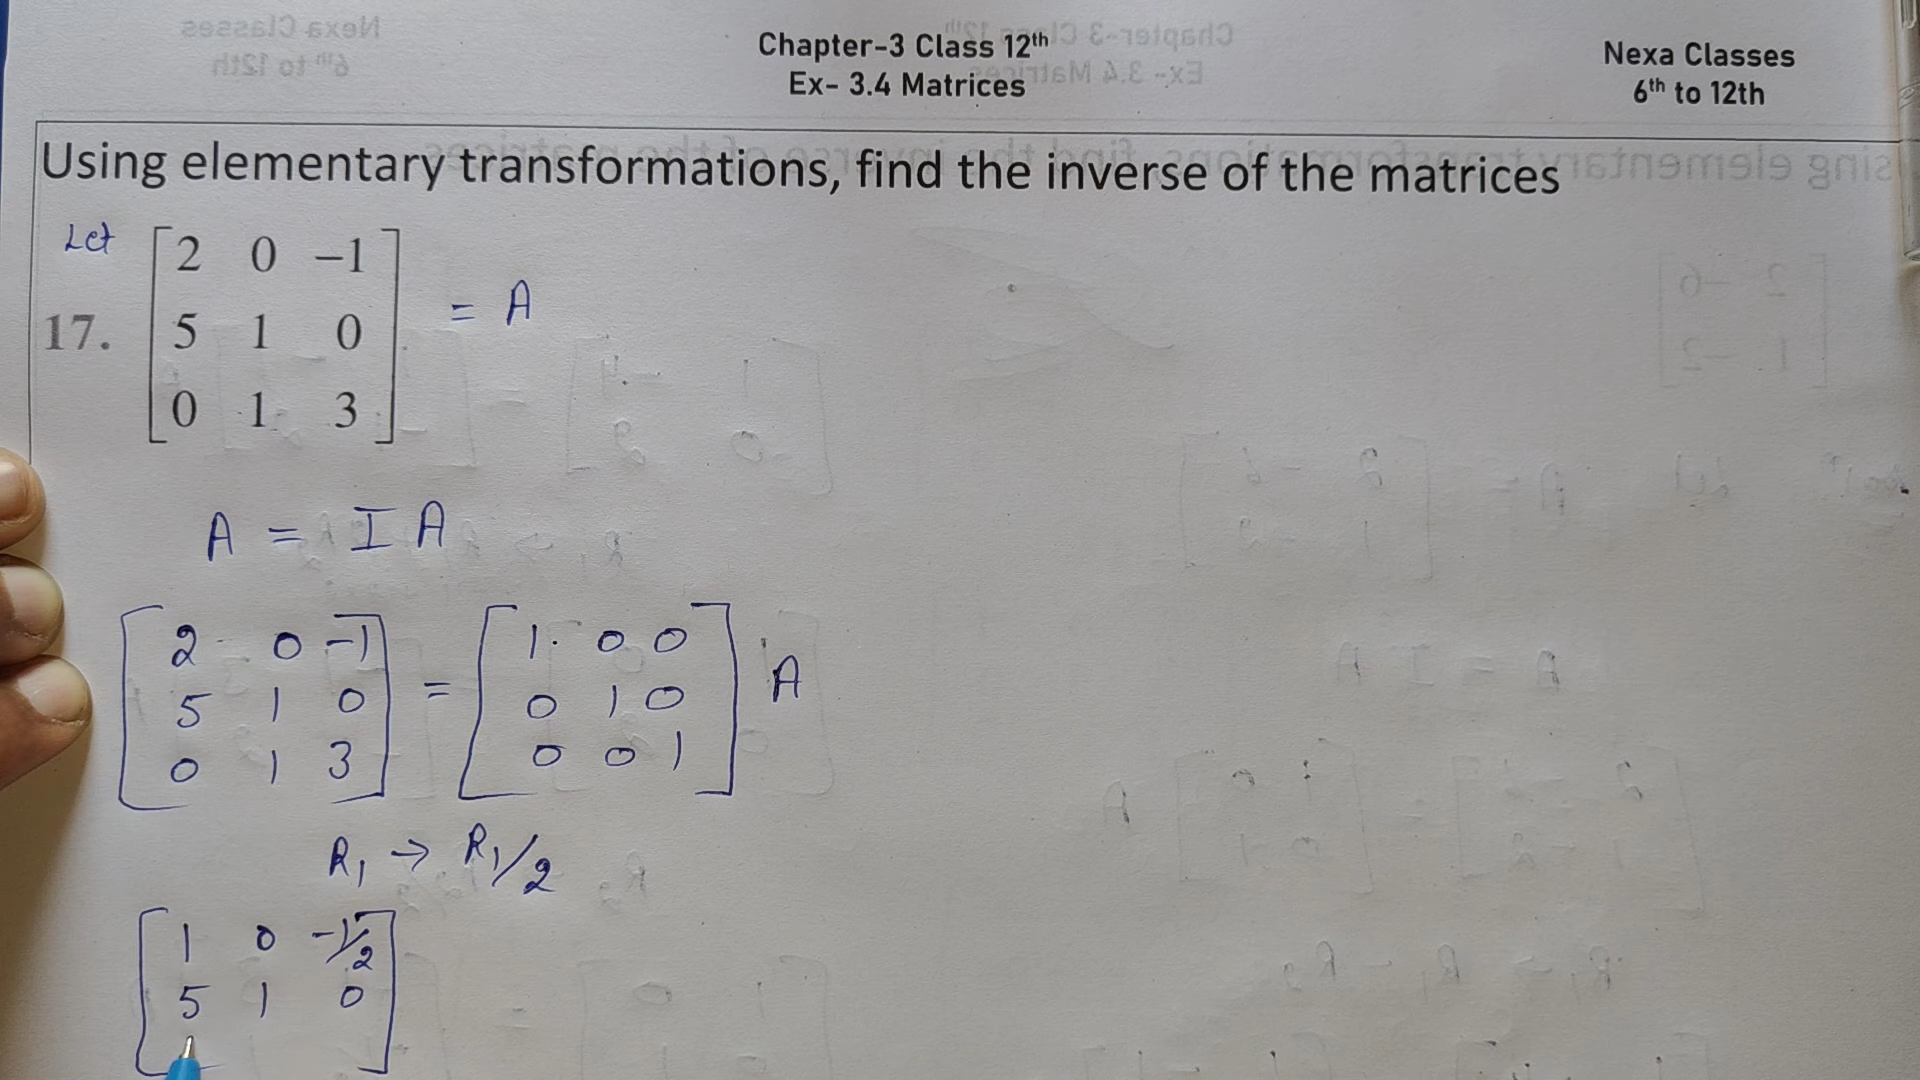 Chapter-3 Class 12th
Ex- 3.4 Matrices
Nexa Classes
6th to 12th
Using elementary transformations, find the inverse of the matrices
Let
17.
2 0 −1
5 1 0
0 1 3
= A
A = I A
2 0 -1 = 1 0 0 A
5 1 0 0 1 0
0 1 3 0 0 1
R1 → R1/2
1 0 -1/2
5 1 0